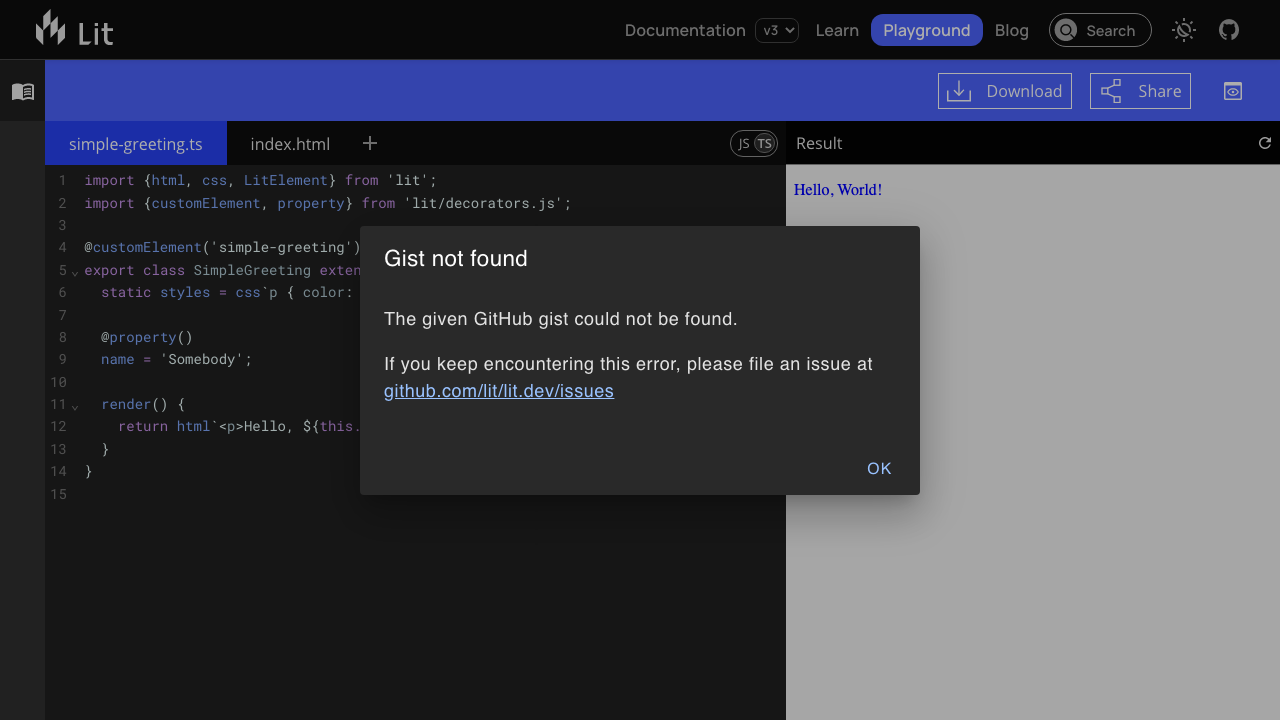 Lit
Documentation v3 Learn Playground Blog Search
Download Share
simple-greeting.ts index.html + JS TS Result
1 import {html, css, LitElement} from 'lit';
2 import {customElement, property} from 'lit/decorators.js';
3
4 @customElement('simple-greeting')
5 export class SimpleGreeting exten
6 static styles = css`p { color:
7
8 @property()
9 name = 'Somebody';
10
11 render() {
12 return html`<p>Hello, ${this.
13 }
14 }
15
Hello, World!
Gist not found
The given GitHub gist could not be found.
If you keep encountering this error, please file an issue at
github.com/lit/lit.dev/issues
OK